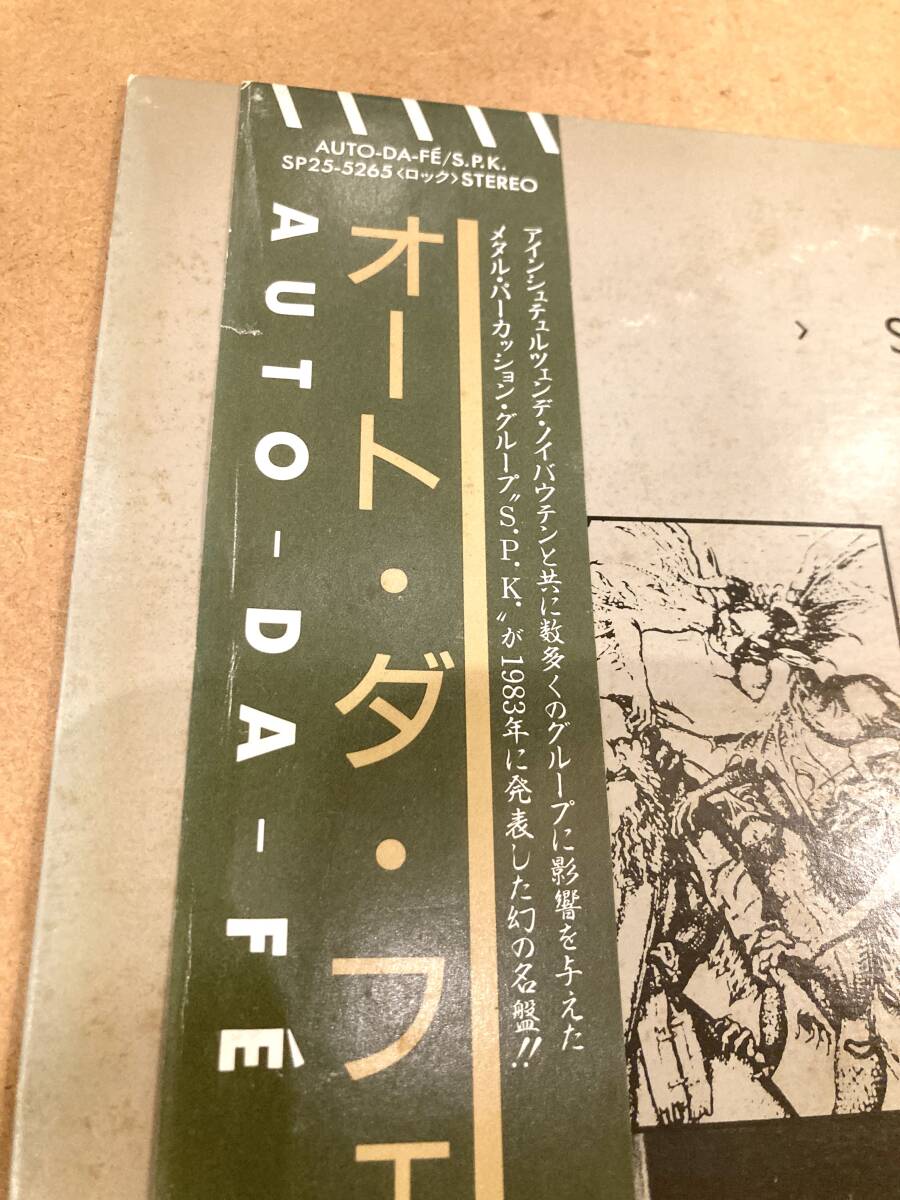 AUTO-DA-FÉ/S.P.K.
SP25-5265〈ロック〉STEREO
アインシュテュルツェンデ・ノイバウテンと共に数多くのグループに影響を与えた
メタル・パーカッション・グループ〝S.P.K.〟が1983年に発表した幻の名盤!!
オート・ダ・フェ
AUTO-DA-FÉ
› S